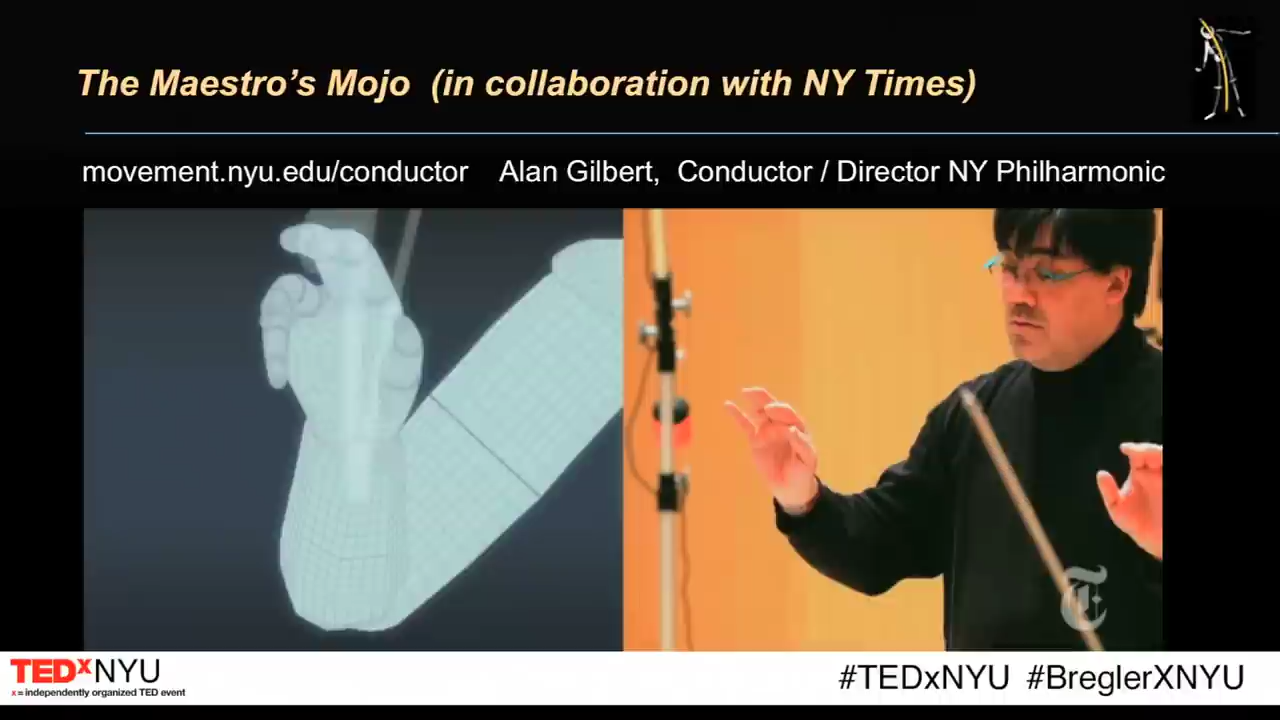 The Maestro's Mojo (in collaboration with NY Times)
movement.nyu.edu/conductor Alan Gilbert, Conductor / Director NY Philharmonic
T
TEDxNYU
x = independently organized TED event
#TEDxNYU #BreglerXNYU